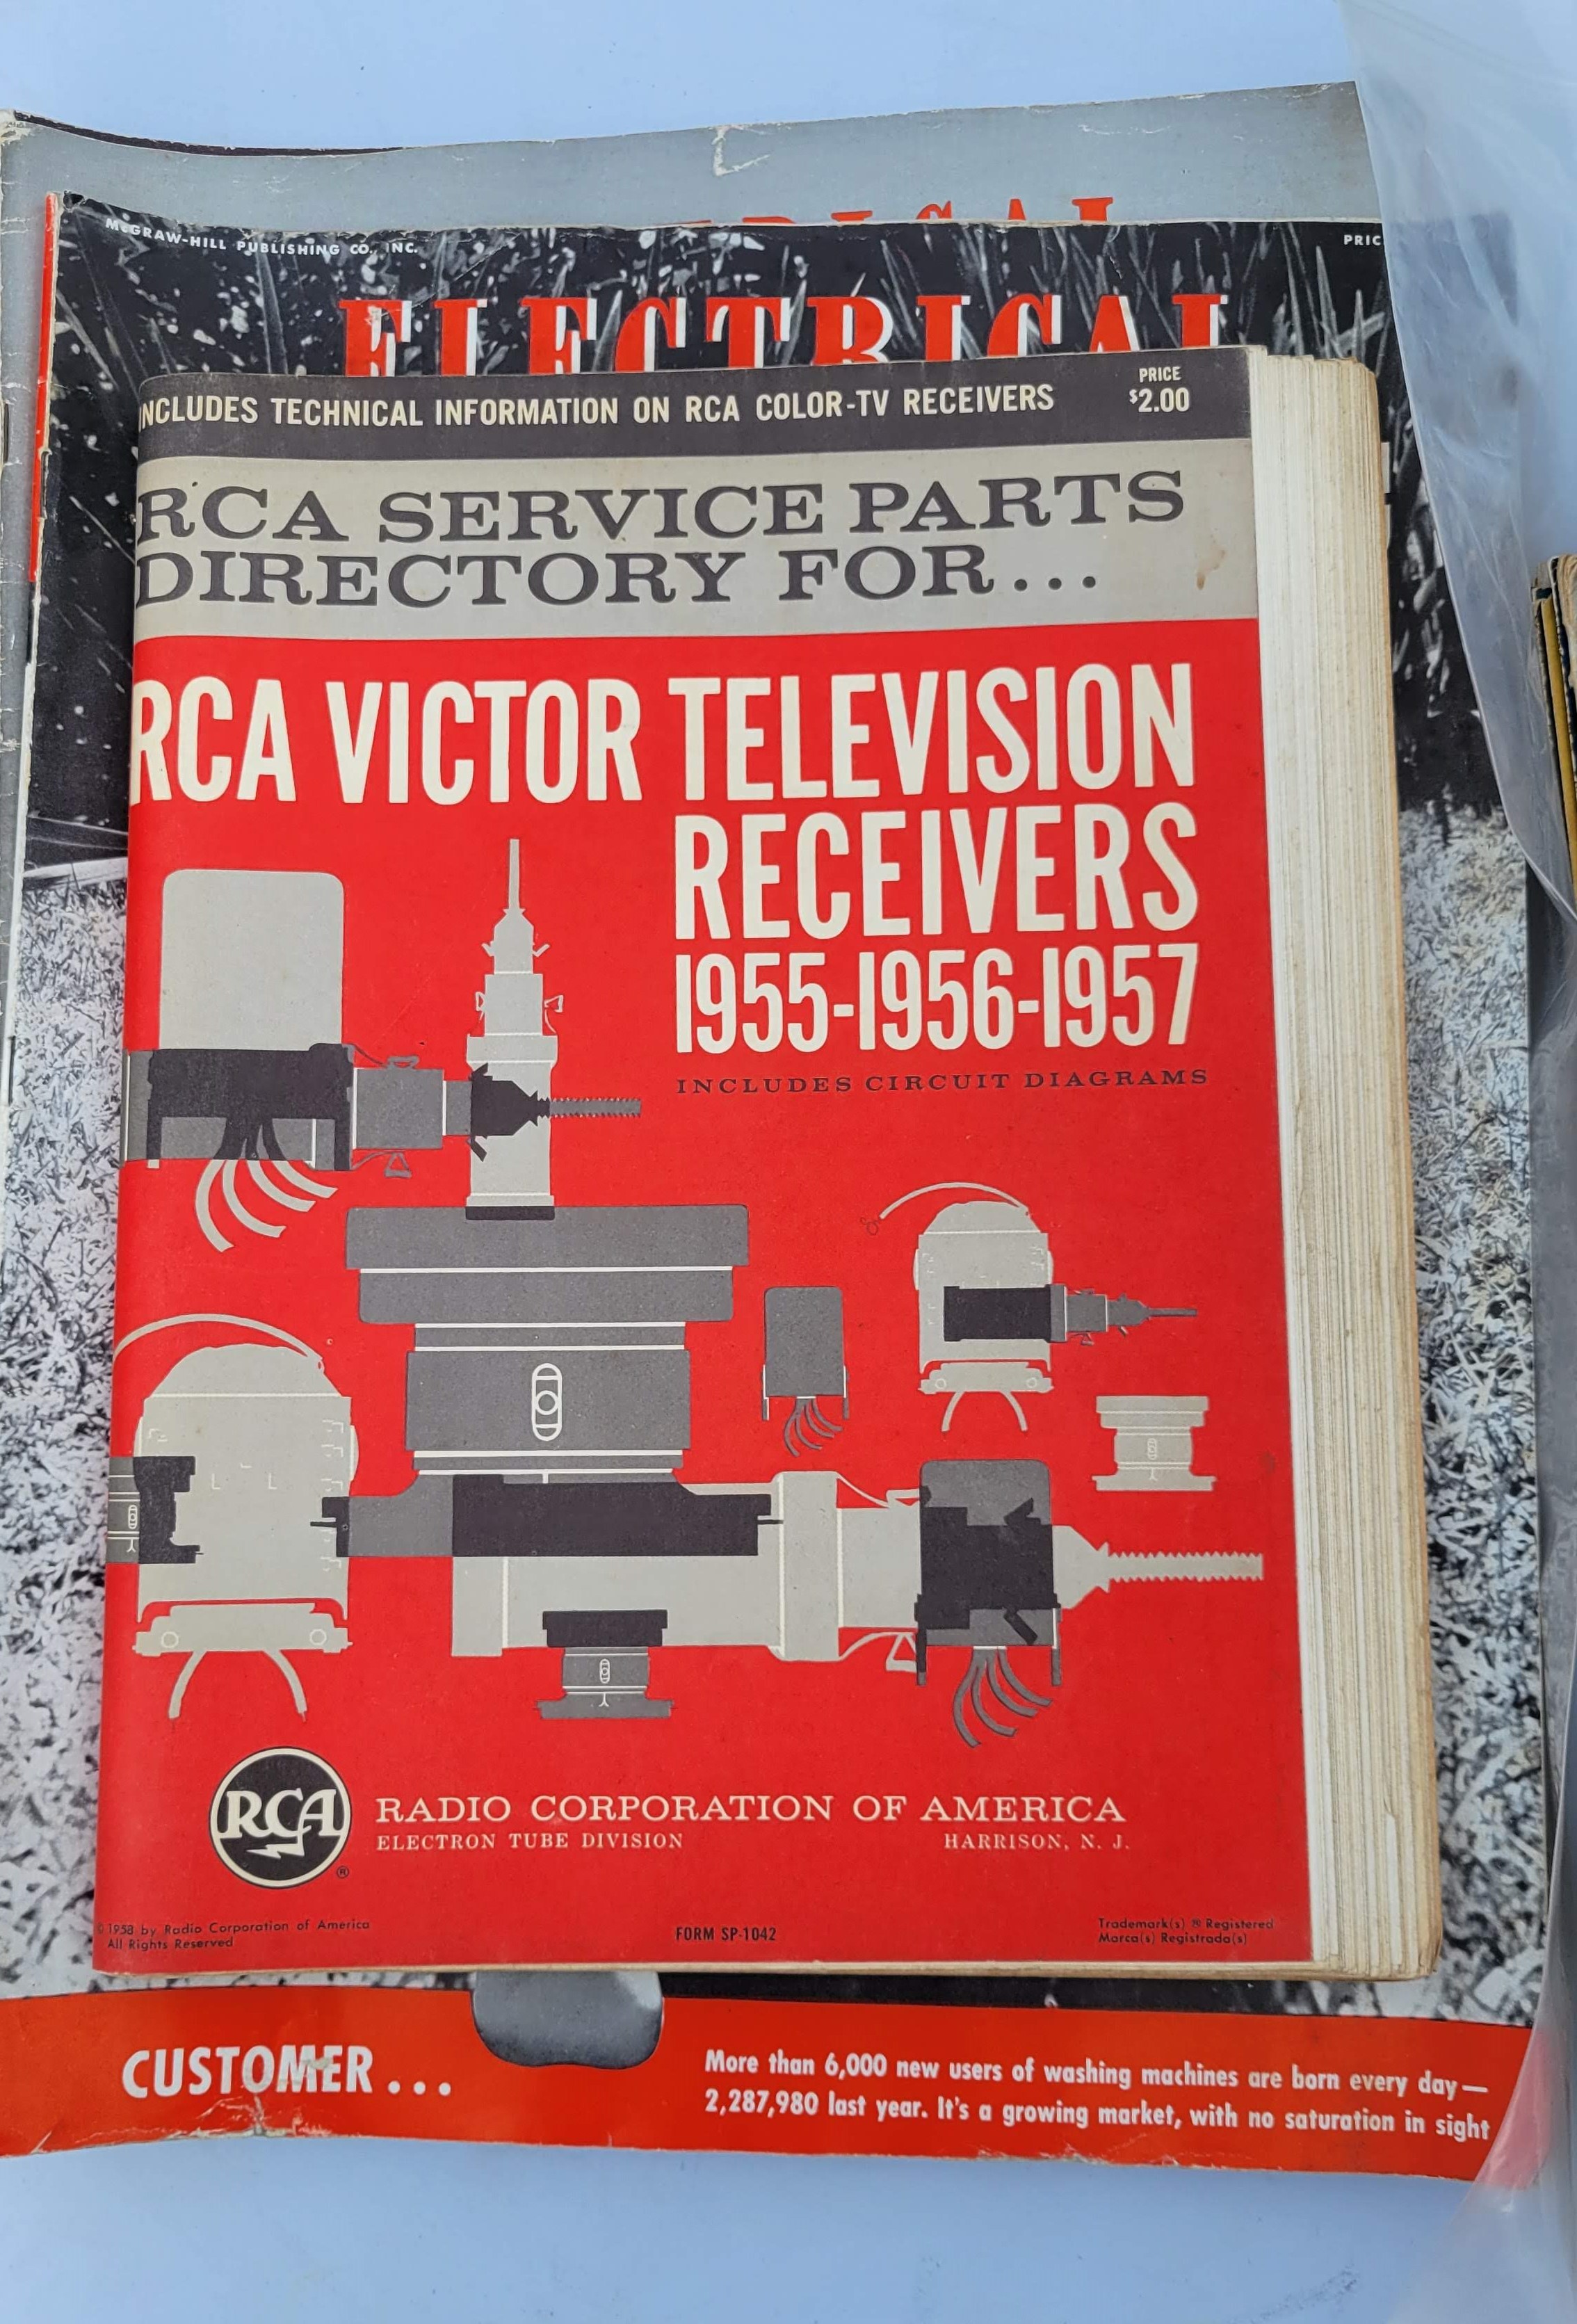 McGRAW-HILL PUBLISHING CO., INC.
ELECTRICAL
INCLUDES TECHNICAL INFORMATION ON RCA COLOR-TV RECEIVERS
PRICE
$2.00
RCA SERVICE PARTS
DIRECTORY FOR...
RCA VICTOR TELEVISION
RECEIVERS
1955-1956-1957
INCLUDES CIRCUIT DIAGRAMS
RCA
®
RADIO CORPORATION OF AMERICA
ELECTRON TUBE DIVISION
HARRISON, N. J.
© 1958 by Radio Corporation of America
All Rights Reserved
FORM SP-1042
Trademark(s) ® Registered
Marca(s) Registrada(s)
CUSTOMER...
More than 6,000 new users of washing machines are born every day—
2,287,980 last year. It's a growing market, with no saturation in sight